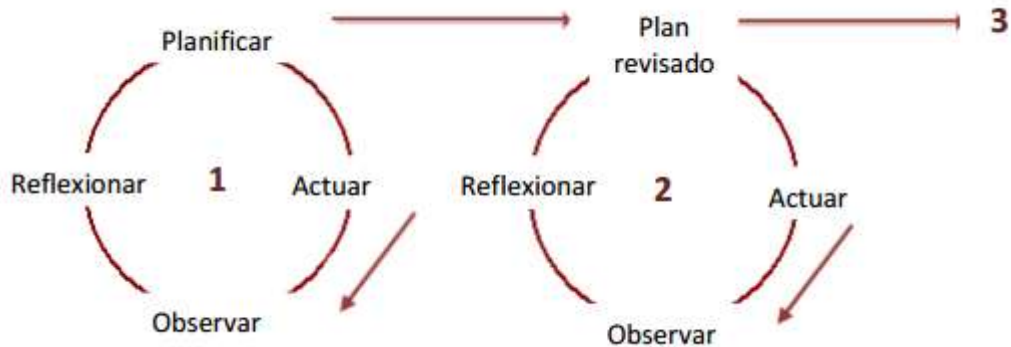 Planificar
Plan
revisado
3
Reflexionar
1
Actuar
Reflexionar
2
Actuar
Observar
Observar